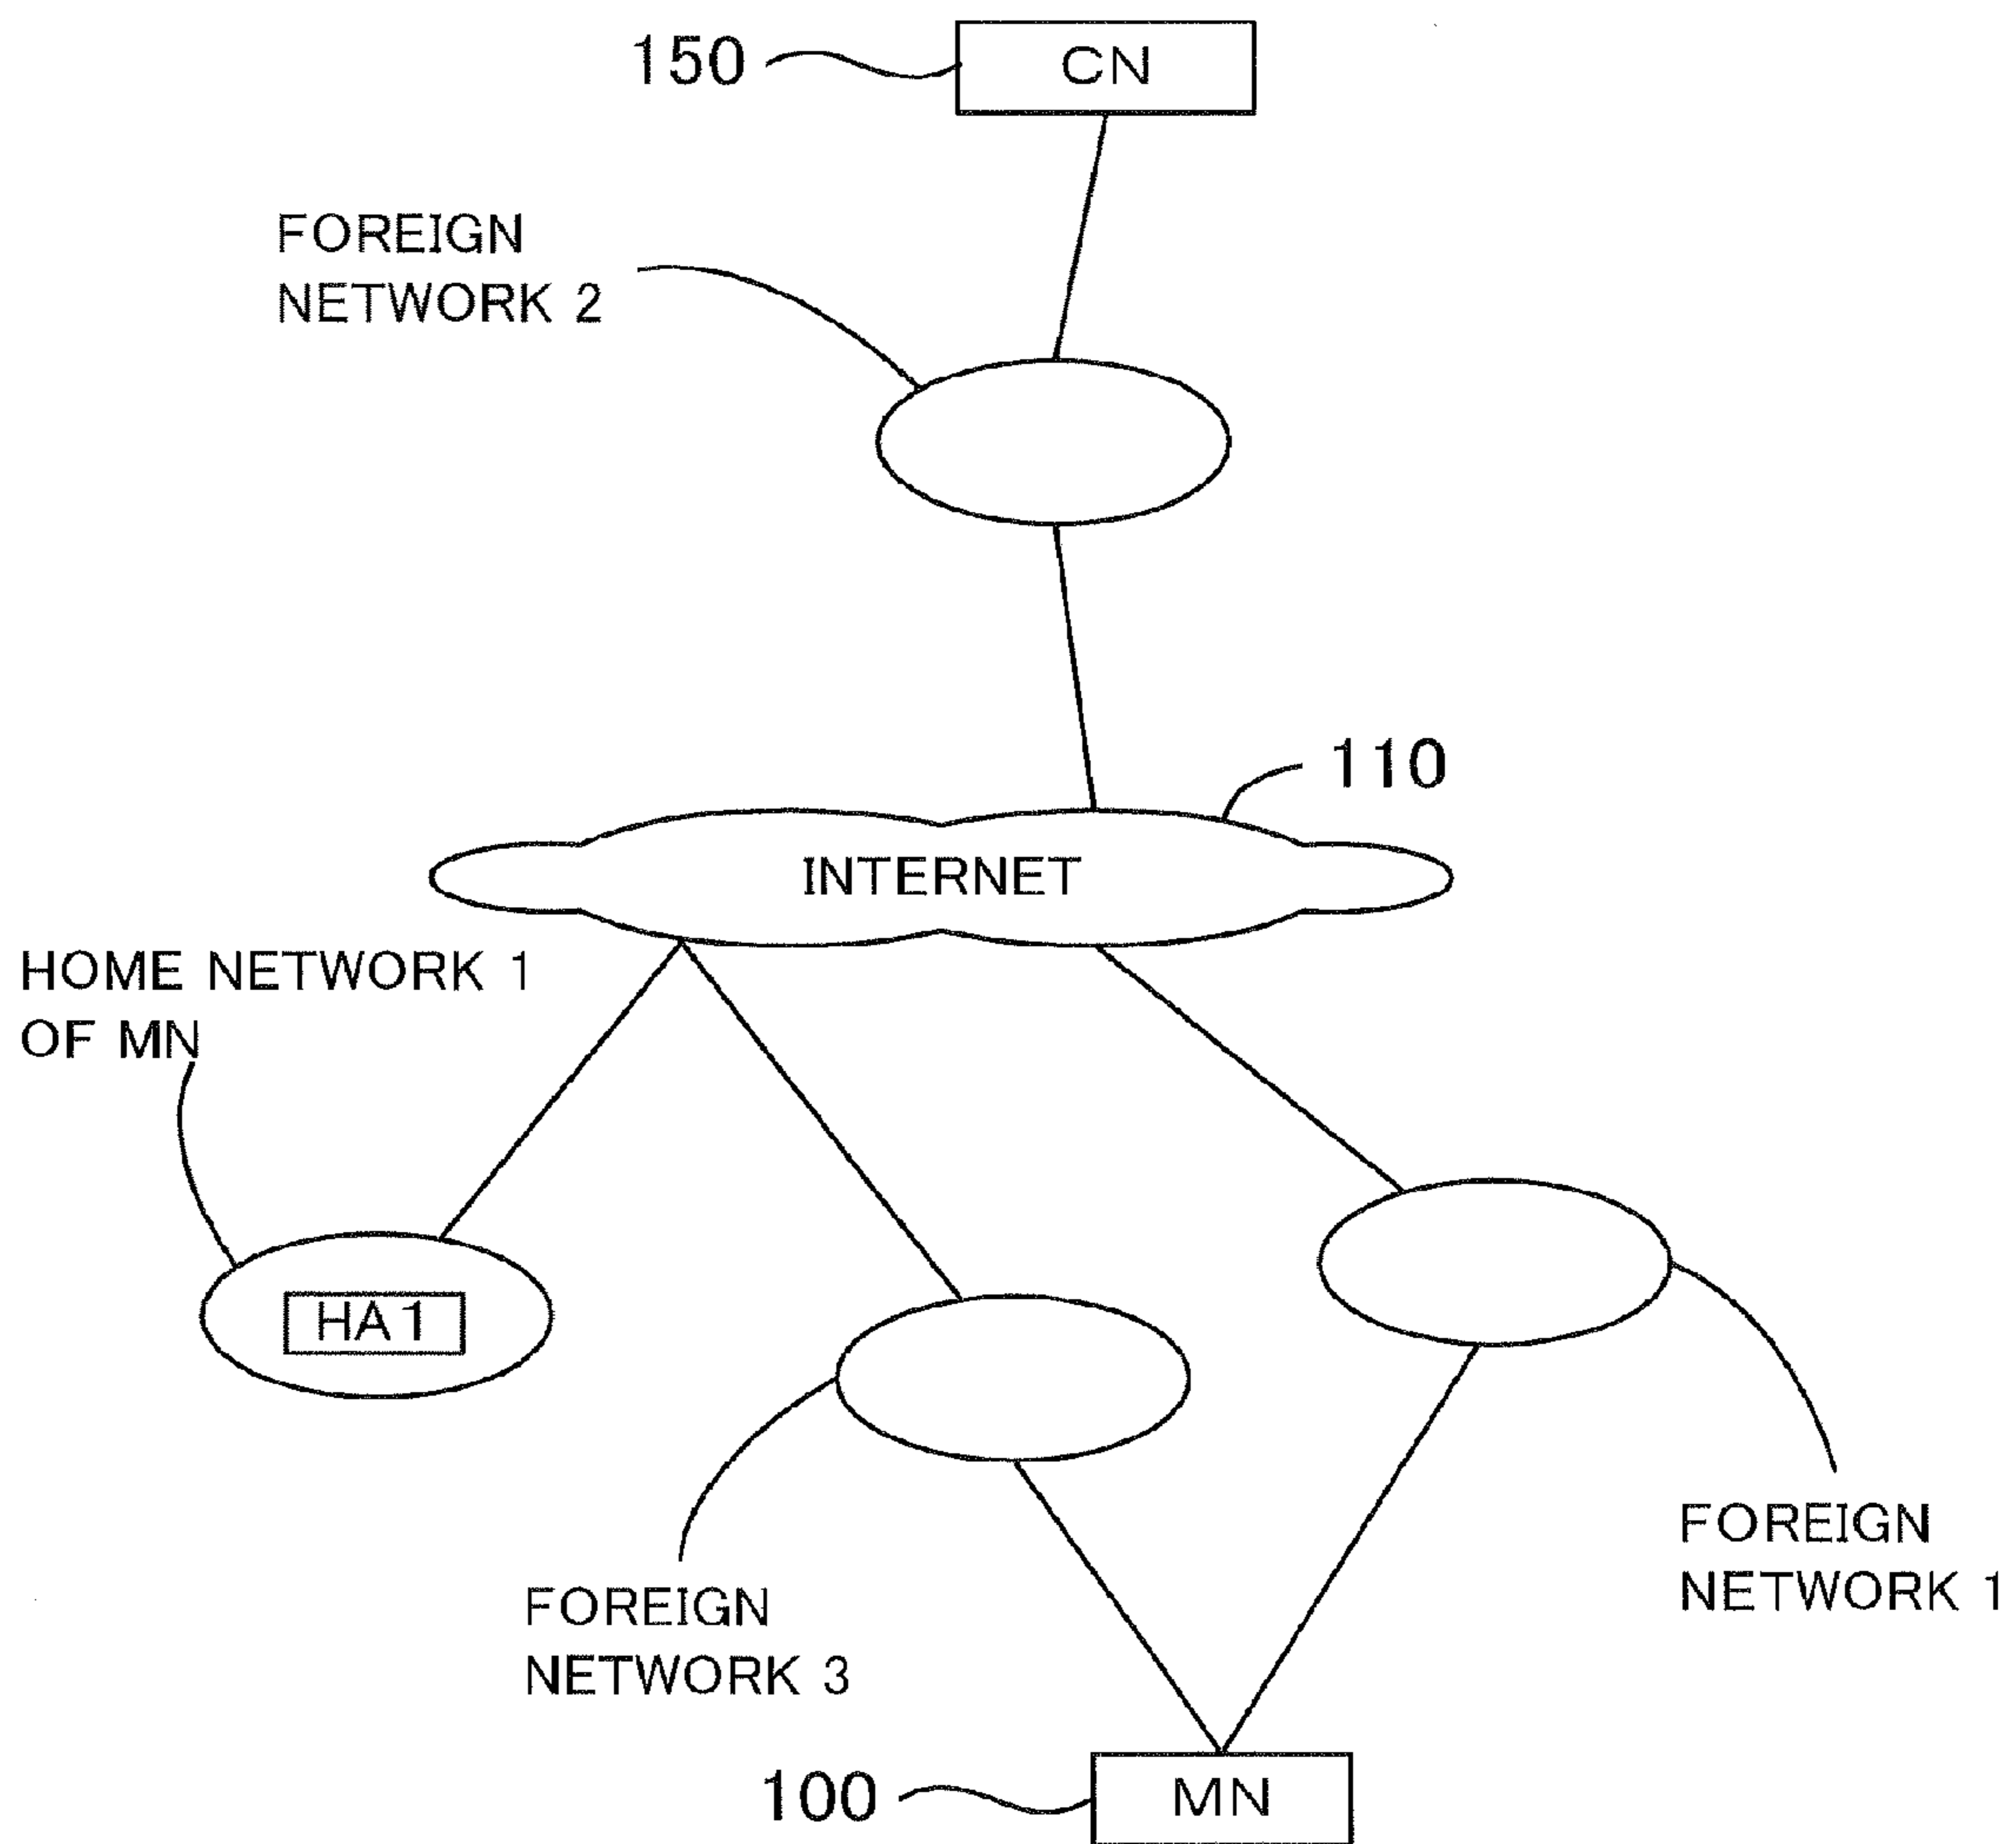 150
CN
FOREIGN
NETWORK 2
110
INTERNET
HOME NETWORK 1
OF MN
HA1
FOREIGN
NETWORK 1
FOREIGN
NETWORK 3
100
MN